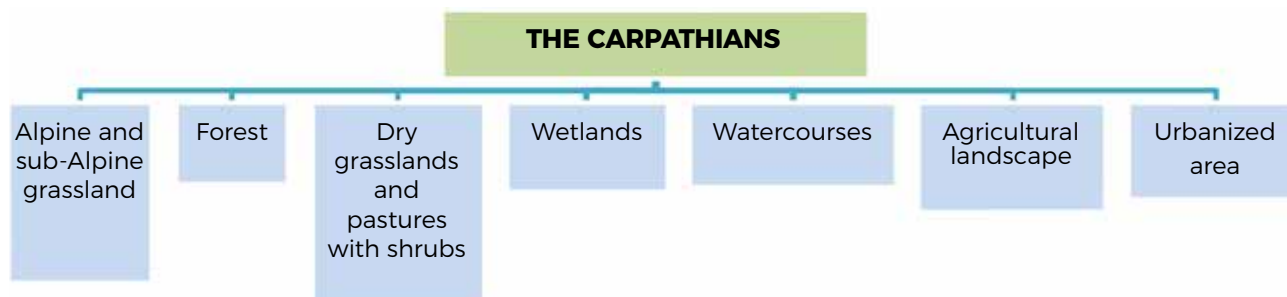 THE CARPATHIANS
Alpine and
sub-Alpine
grassland
Forest
Dry
grasslands
and
pastures
with shrubs
Wetlands
Watercourses
Agricultural
landscape
Urbanized
area